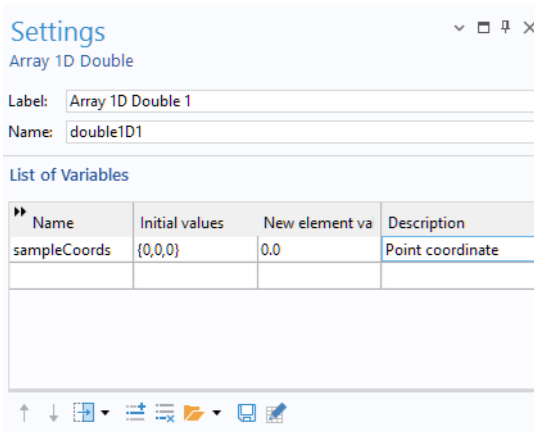 Settings
Array 1D Double
Label: Array 1D Double 1
Name: double1D1
List of Variables
Name Initial values New element va Description
sampleCoords {0,0,0} 0.0 Point coordinate